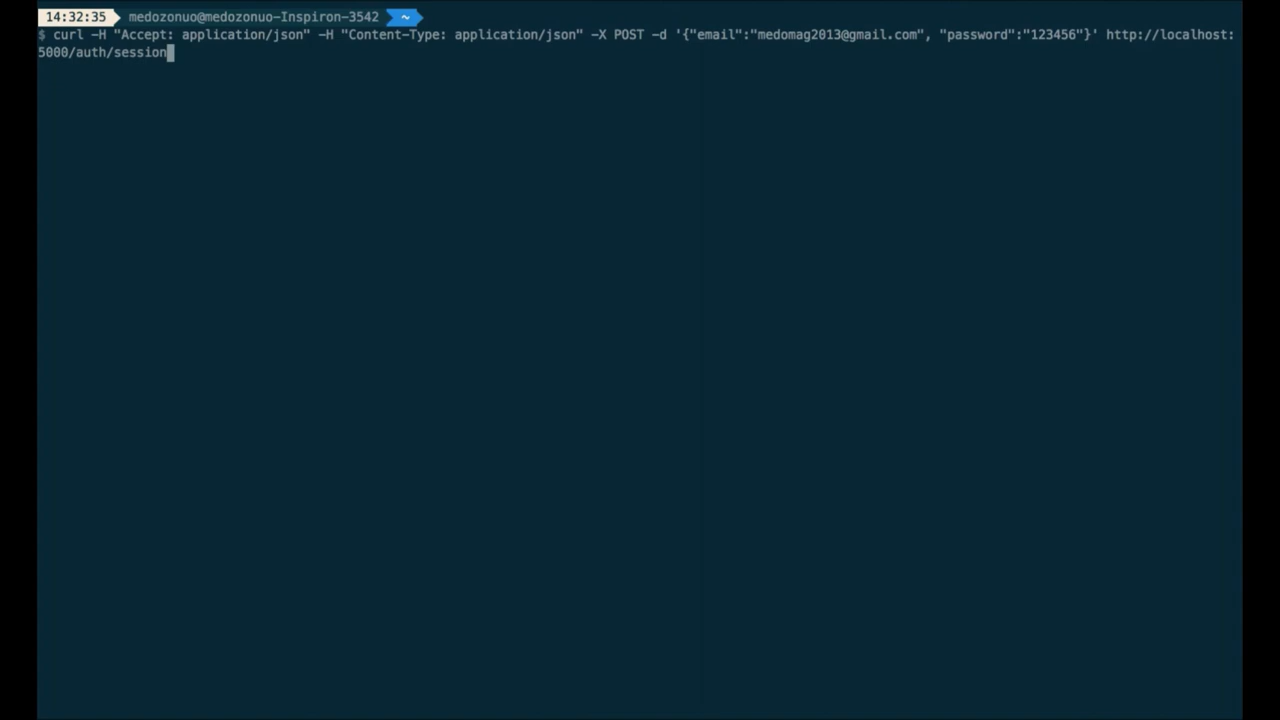 14:32:35 medozonuo@medozonuo-Inspiron-3542 ~
$ curl -H "Accept: application/json" -H "Content-Type: application/json" -X POST -d '{"email":"medomag2013@gmail.com", "password":"123456"}' http://localhost:
5000/auth/session